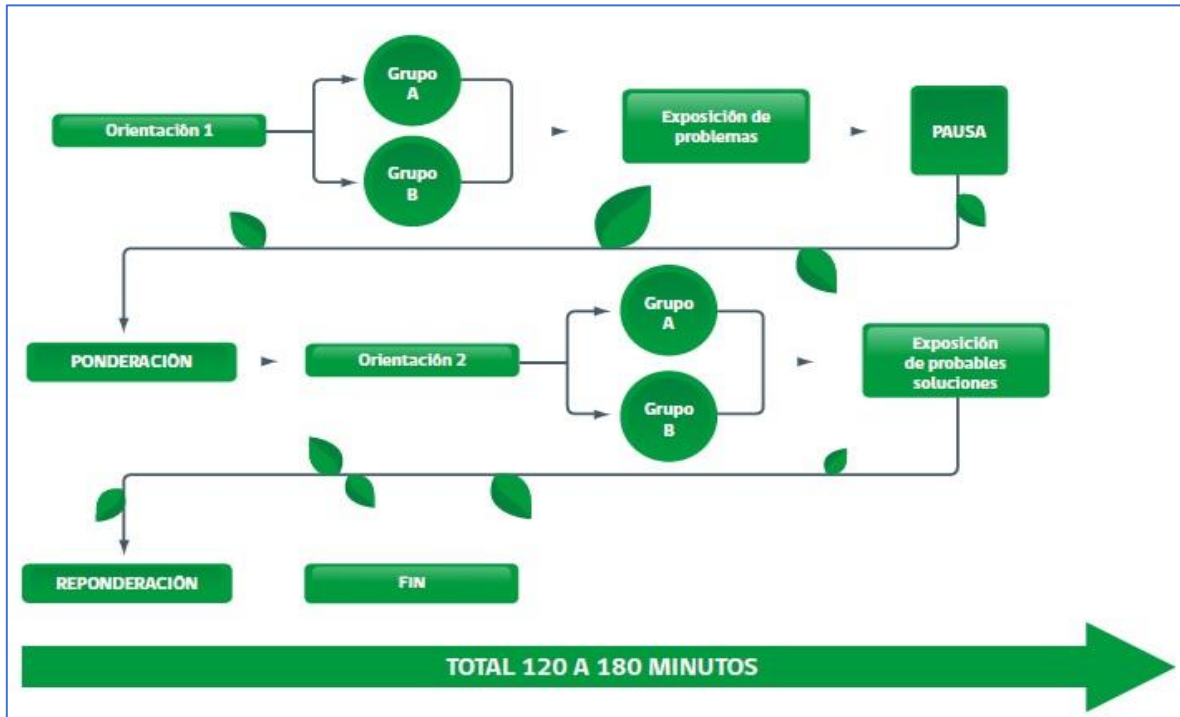 Orientación 1
Grupo
A
Grupo
B
Exposición de
problemas
PAUSA
PONDERACIÓN
Orientación 2
Grupo
A
Grupo
B
Exposición
de probables
soluciones
REPONDERACIÓN
FIN
TOTAL 120 A 180 MINUTOS